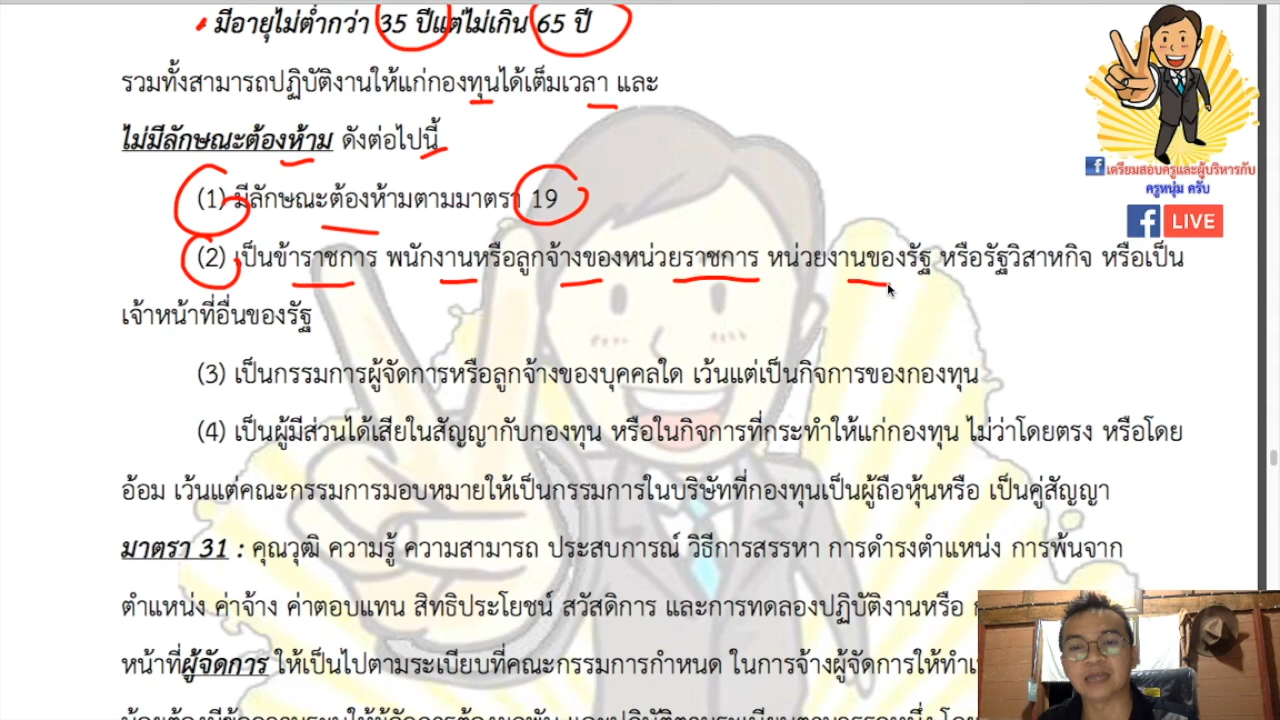 มีอายุไม่ต่ำกว่า 35 ปีแต่ไม่เกิน 65 ปี
รวมทั้งสามารถปฏิบัติงานให้แก่กองทุนได้เต็มเวลา และ
ไม่มีลักษณะต้องห้าม ดังต่อไปนี้
(1) มีลักษณะต้องห้ามตามมาตรา 19
(2) เป็นข้าราชการ พนักงานหรือลูกจ้างของหน่วยราชการ หน่วยงานของรัฐ หรือรัฐวิสาหกิจ หรือเป็น
เจ้าหน้าที่อื่นของรัฐ
(3) เป็นกรรมการผู้จัดการหรือลูกจ้างของบุคคลใด เว้นแต่เป็นกิจการของกองทุน
(4) เป็นผู้มีส่วนได้เสียในสัญญากับกองทุน หรือในกิจการที่กระทำให้แก่กองทุน ไม่ว่าโดยตรง หรือโดย
อ้อม เว้นแต่คณะกรรมการมอบหมายให้เป็นกรรมการในบริษัทที่กองทุนเป็นผู้ถือหุ้นหรือ เป็นคู่สัญญา
มาตรา 31 : คุณวุฒิ ความรู้ ความสามารถ ประสบการณ์ วิธีการสรรหา การดำรงตำแหน่ง การพ้นจาก
ตำแหน่ง ค่าจ้าง ค่าตอบแทน สิทธิประโยชน์ สวัสดิการ และการทดลองปฏิบัติงานหรือ
หน้าที่ผู้จัดการ ให้เป็นไปตามระเบียบที่คณะกรรมการกำหนด ในการจ้างผู้จัดการให้ทำ
f เตรียมสอบครูและผู้บริหารกับ
ครูหนุ่ม ครับ
f LIVE